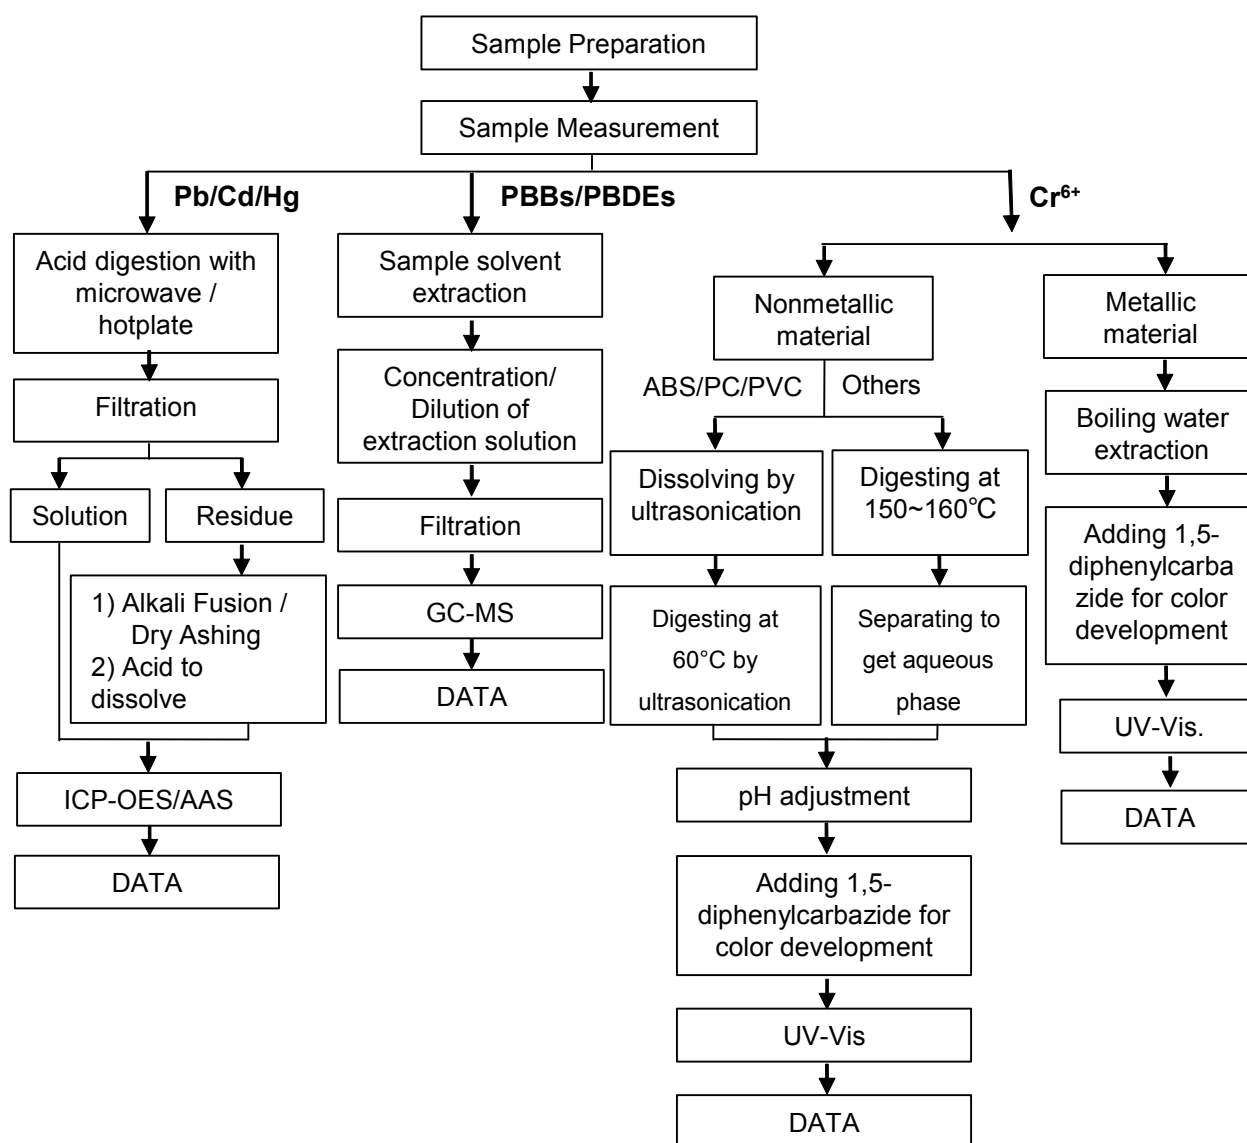 Sample Preparation
Sample Measurement
Pb/Cd/Hg
PBBs/PBDEs
Cr⁶⁺
Acid digestion with
microwave /
hotplate
Filtration
Solution
Residue
1) Alkali Fusion /
Dry Ashing
2) Acid to
dissolve
ICP-OES/AAS
DATA
Sample solvent
extraction
Concentration/
Dilution of
extraction solution
Filtration
GC-MS
DATA
Nonmetallic
material
ABS/PC/PVC
Others
Dissolving by
ultrasonication
Digesting at
60°C by
ultrasonication
Digesting at
150~160℃
Separating to
get aqueous
phase
pH adjustment
Adding 1,5-
diphenylcarbazide for
color development
UV-Vis
DATA
Metallic
material
Boiling water
extraction
Adding 1,5-
diphenylcarba
zide for color
development
UV-Vis.
DATA